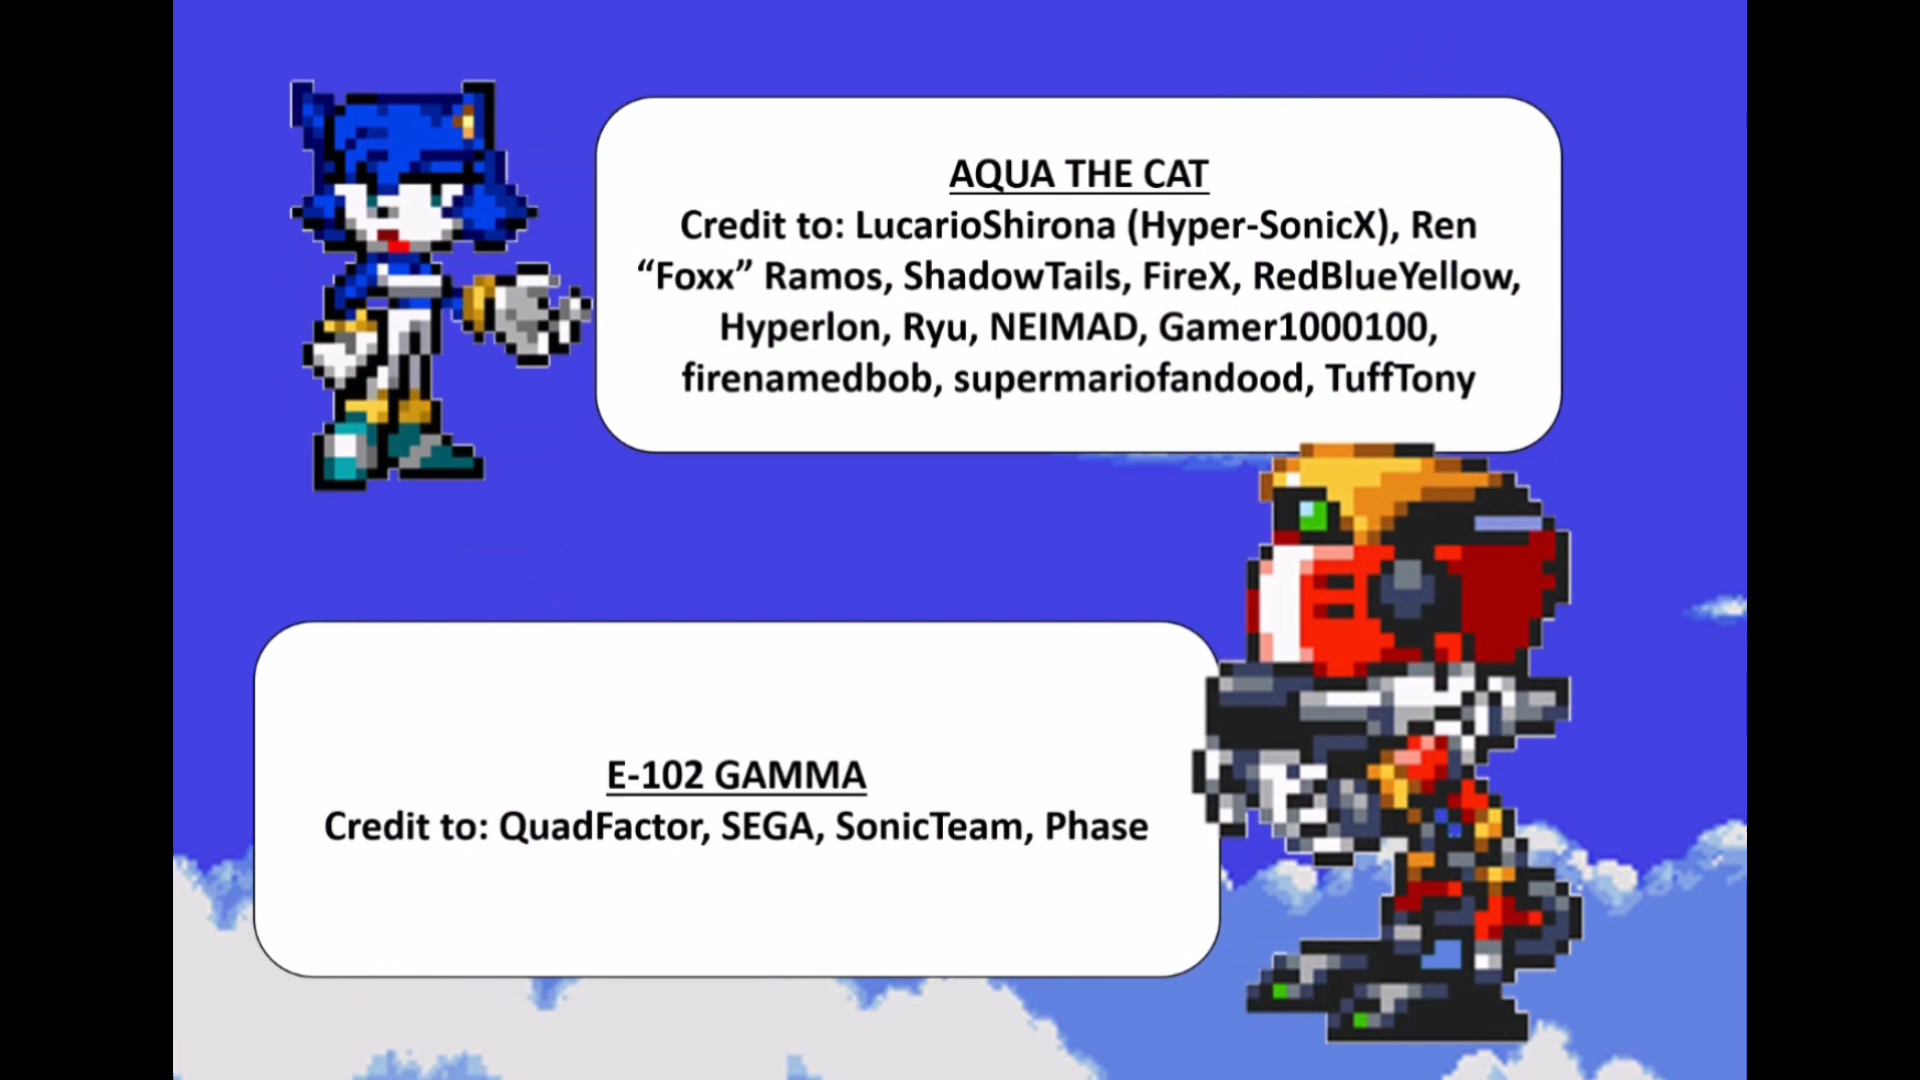 AQUA THE CAT
Credit to: LucarioShirona (Hyper-SonicX), Ren
“Foxx” Ramos, ShadowTails, FireX, RedBlueYellow,
Hyperlon, Ryu, NEIMAD, Gamer1000100,
firenamedbob, supermariofandood, TuffTony
E-102 GAMMA
Credit to: QuadFactor, SEGA, SonicTeam, Phase